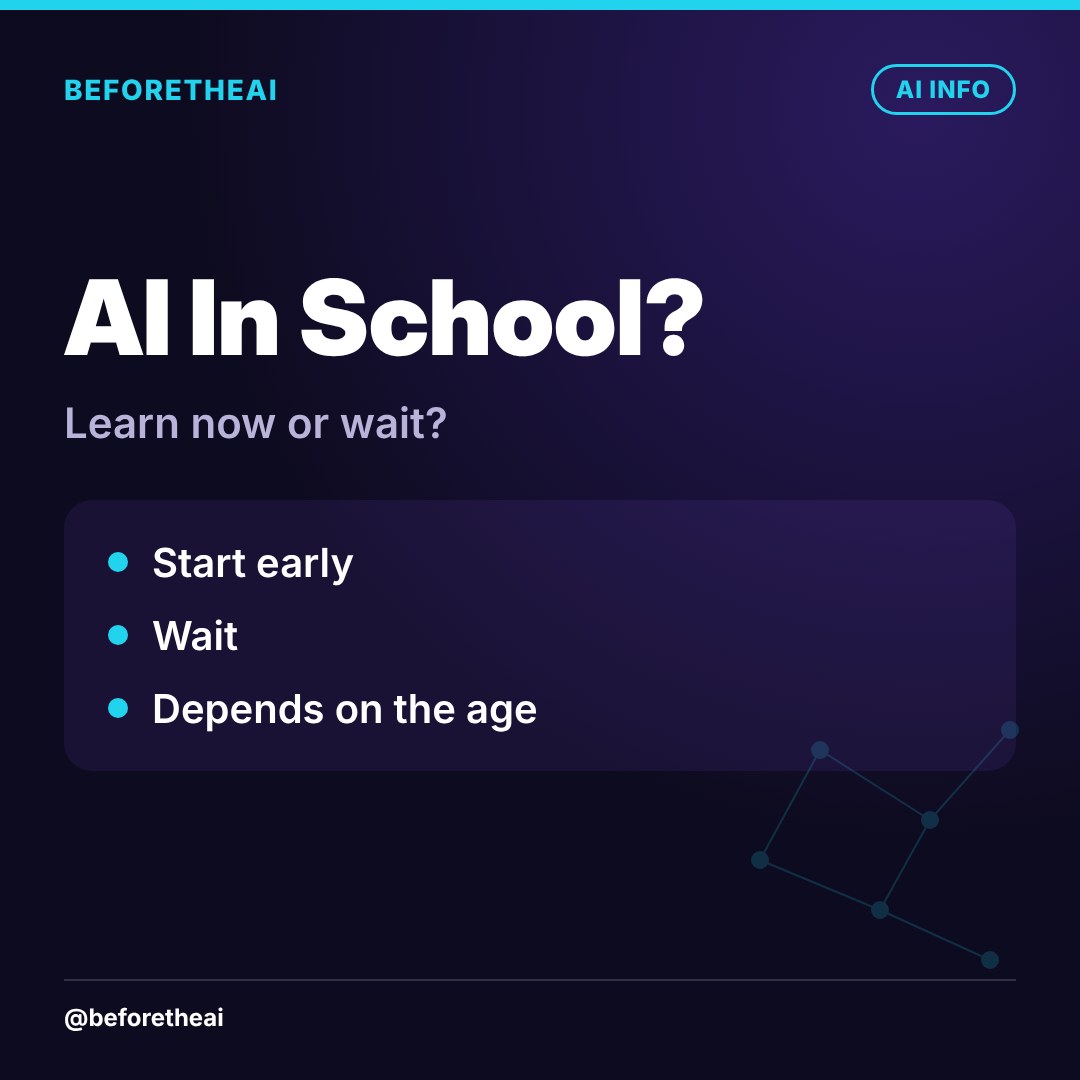 BEFORETHEAI
AI INFO
AI In School?
Learn now or wait?
Start early
Wait
Depends on the age
@beforetheai